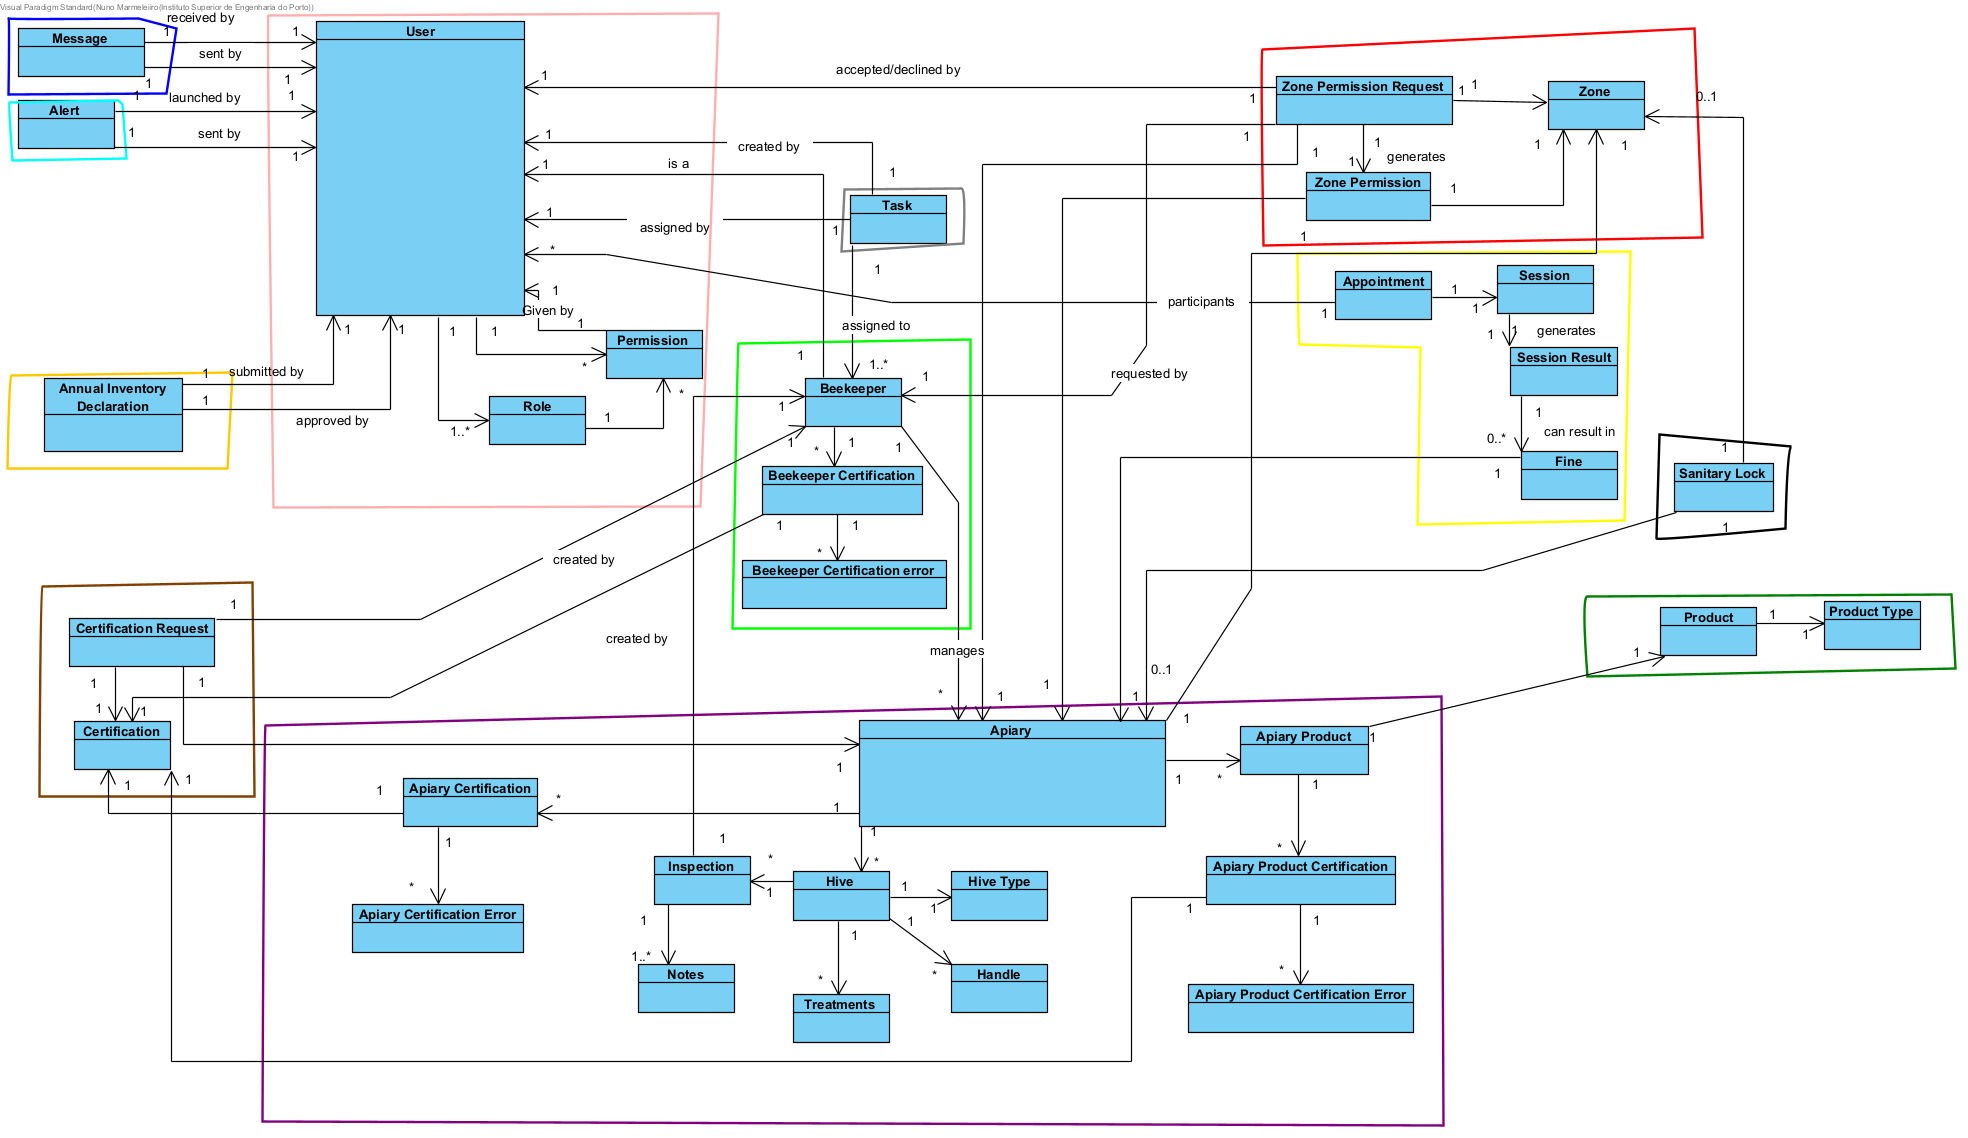 Visual Paradigm Standard(Nuno Marmeleiro(Instituto Superior de Engenharia do Porto))
received by
1
1
Message
User
sent by
1
1
launched by
1
1
Alert
sent by
1
1
accepted/declined by
1
1
Zone Permission Request
1
1
Zone
0..1
1
created by
1
1
is a
1
1
1
generates
1
1
1
Zone Permission
1
1
Task
1
assigned by
1
1
*
participants
1
Appointment
1
1
Session
1
1
generates
Session Result
1
can result in
0..*
Fine
1
1
assigned to
1..*
1
Given by
1
1
Permission
1
1
*
*
Role
1
1..*
1
submitted by
1
1
1
approved by
Annual Inventory
Declaration
1
Beekeeper
1
requested by
1
1
*
1
1
Beekeeper Certification
1
1
*
Beekeeper Certification error
1
Sanitary Lock
1
created by
1
created by
manages
*
1
1
1
0..1
Certification Request
1
1
1
1
Certification
1
1
Product
1
1
Product Type
1
1
Apiary
1
1
1
1
*
Apiary Product
1
1
Apiary Certification
1
*
1
*
Apiary Certification Error
1
*
Inspection
1
*
1
Hive
1
1
Hive Type
1
*
Handle
1
*
Treatments
1
1..*
Notes
*
Apiary Product Certification
1
1
*
Apiary Product Certification Error